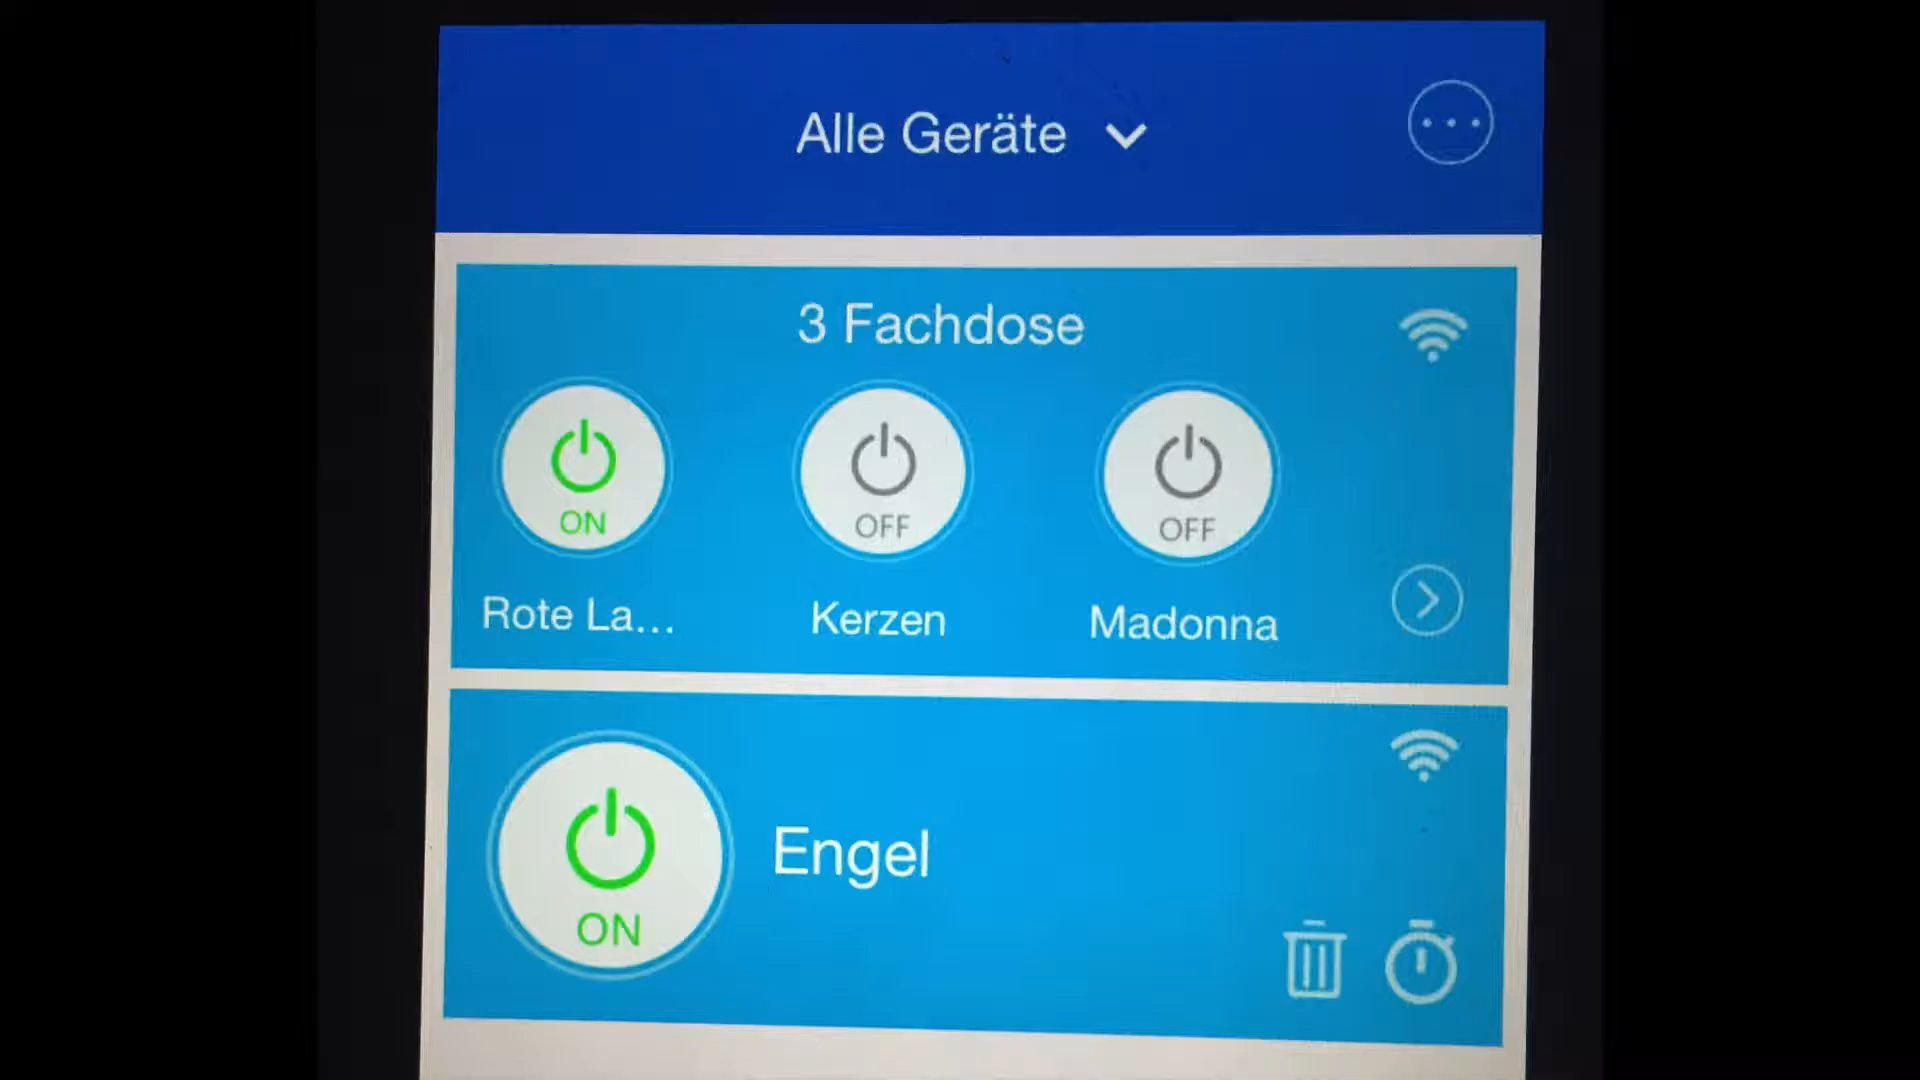 Alle Geräte
3 Fachdose
ON
OFF
OFF
Rote La...
Kerzen
Madonna
ON
Engel